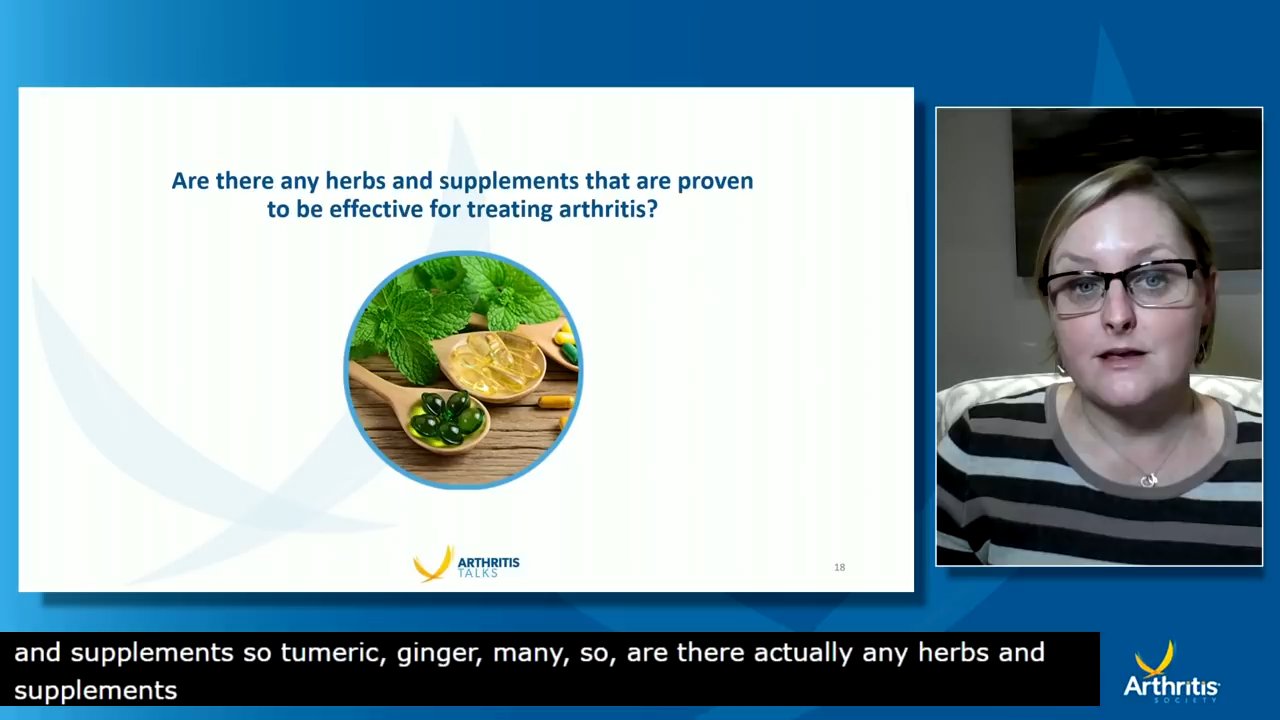 Are there any herbs and supplements that are proven
to be effective for treating arthritis?
ARTHRITIS
TALKS
18
and supplements so tumeric, ginger, many, so, are there actually any herbs and
supplements
Arthritis
SOCIETY